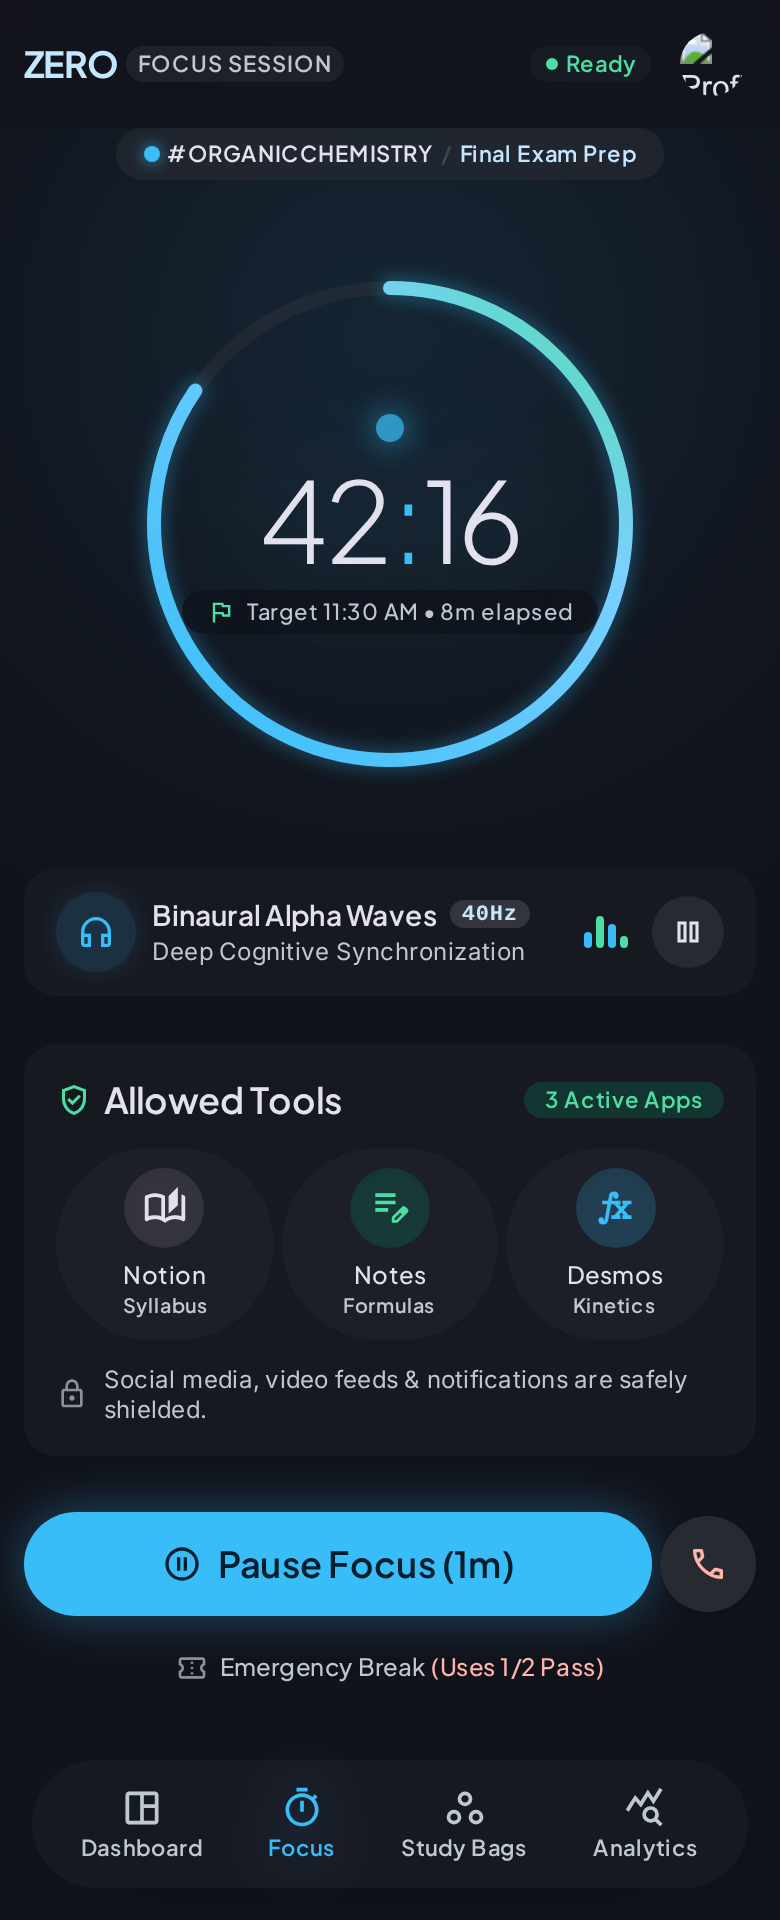 ZERO FOCUS SESSION
Ready
Prof
#ORGANICCHEMISTRY / Final Exam Prep
42:16
Target 11:30 AM • 8m elapsed
Binaural Alpha Waves 40Hz
Deep Cognitive Synchronization
Allowed Tools
3 Active Apps
fx
Notion
Syllabus
Notes
Formulas
Desmos
Kinetics
Social media, video feeds & notifications are safely
shielded.
Pause Focus (1m)
Emergency Break (Uses 1/2 Pass)
Dashboard
Focus
Study Bags
Analytics